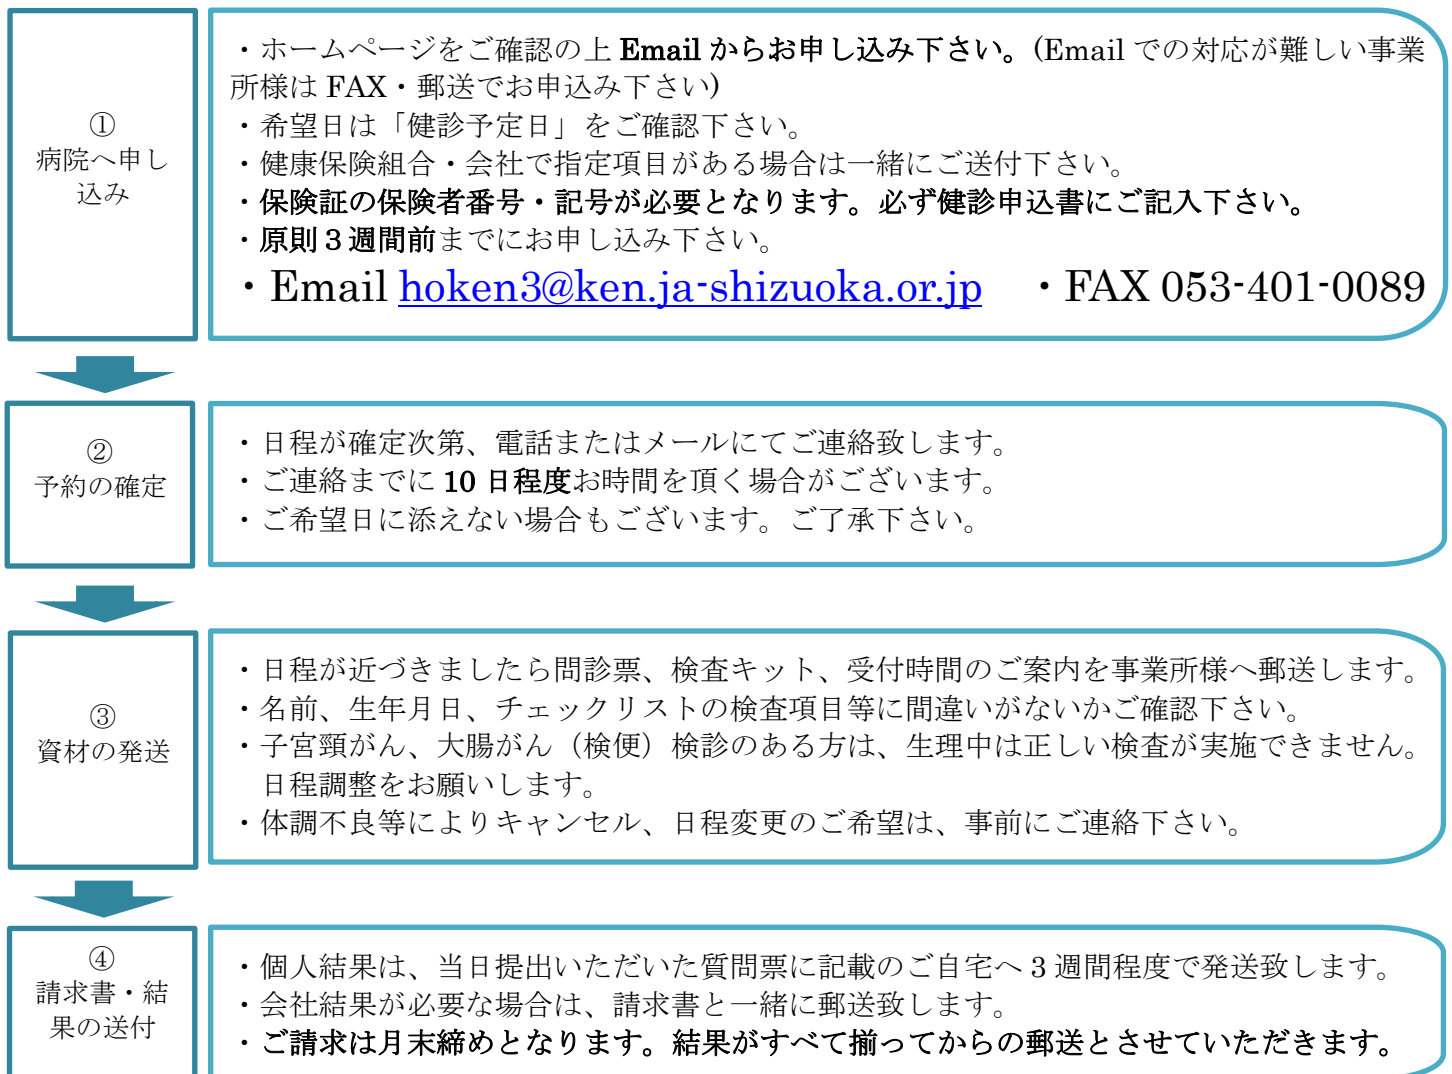 ①
病院へ申し
込み
・ホームページをご確認の上 Email からお申し込み下さい。(Email での対応が難しい事業
所様は FAX・郵送でお申込み下さい)
・希望日は「健診予定日」をご確認下さい。
・健康保険組合・会社で指定項目がある場合は一緒にご送付下さい。
・保険証の保険者番号・記号が必要となります。必ず健診申込書にご記入下さい。
・原則３週間前までにお申し込み下さい。
・Email hoken3@ken.ja-shizuoka.or.jp ・FAX 053-401-0089
②
予約の確定
・日程が確定次第、電話またはメールにてご連絡致します。
・ご連絡までに 10 日程度お時間を頂く場合がございます。
・ご希望日に添えない場合もございます。ご了承下さい。
③
資材の発送
・日程が近づきましたら問診票、検査キット、受付時間のご案内を事業所様へ郵送します。
・名前、生年月日、チェックリストの検査項目等に間違いがないかご確認下さい。
・子宮頸がん、大腸がん（検便）検診のある方は、生理中は正しい検査が実施できません。
日程調整をお願いします。
・体調不良等によりキャンセル、日程変更のご希望は、事前にご連絡下さい。
④
請求書・結
果の送付
・個人結果は、当日提出いただいた質問票に記載のご自宅へ 3 週間程度で発送致します。
・会社結果が必要な場合は、請求書と一緒に郵送致します。
・ご請求は月末締めとなります。結果がすべて揃ってからの郵送とさせていただきます。